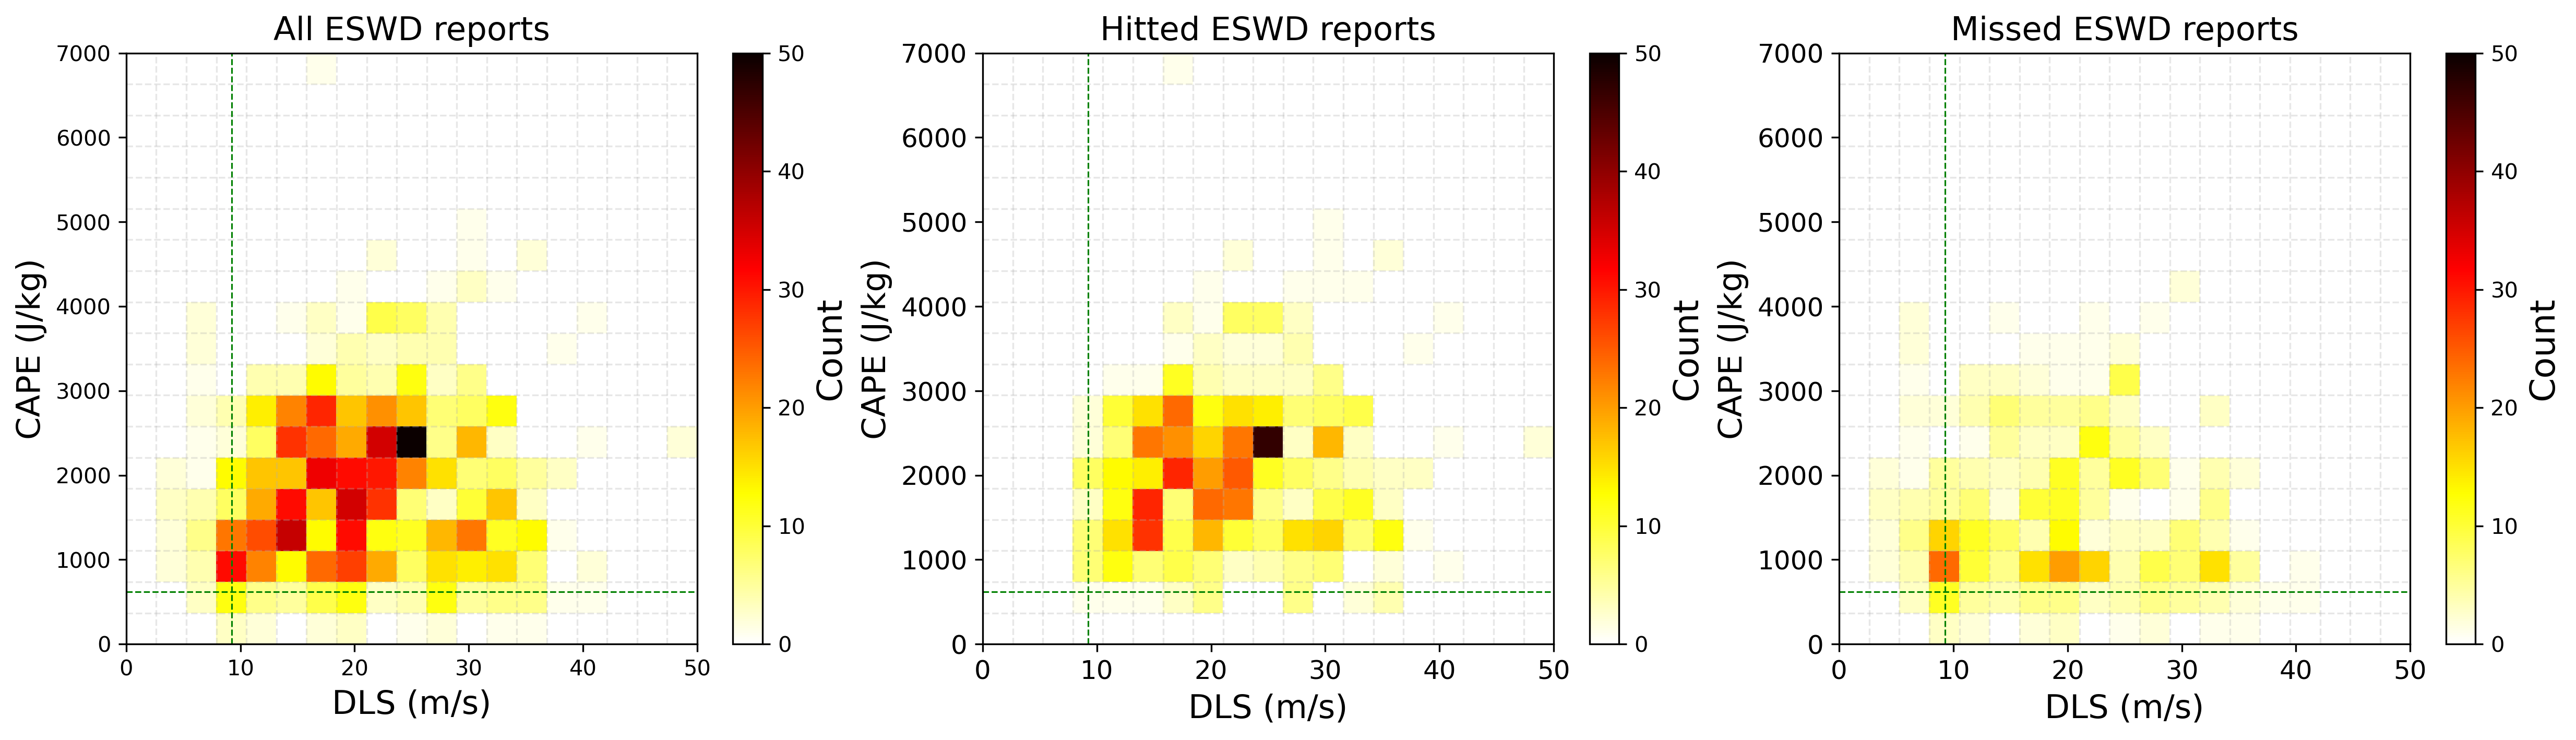 All ESWD reports
7000
6000
5000
4000
3000
2000
1000
0
CAPE (J/kg)
0 10 20 30 40 50
DLS (m/s)
50
40
30
20
10
0
Count
Hitted ESWD reports
7000
6000
5000
4000
3000
2000
1000
0
CAPE (J/kg)
0 10 20 30 40 50
DLS (m/s)
50
40
30
20
10
0
Count
Missed ESWD reports
7000
6000
5000
4000
3000
2000
1000
0
CAPE (J/kg)
0 10 20 30 40 50
DLS (m/s)
50
40
30
20
10
0
Count